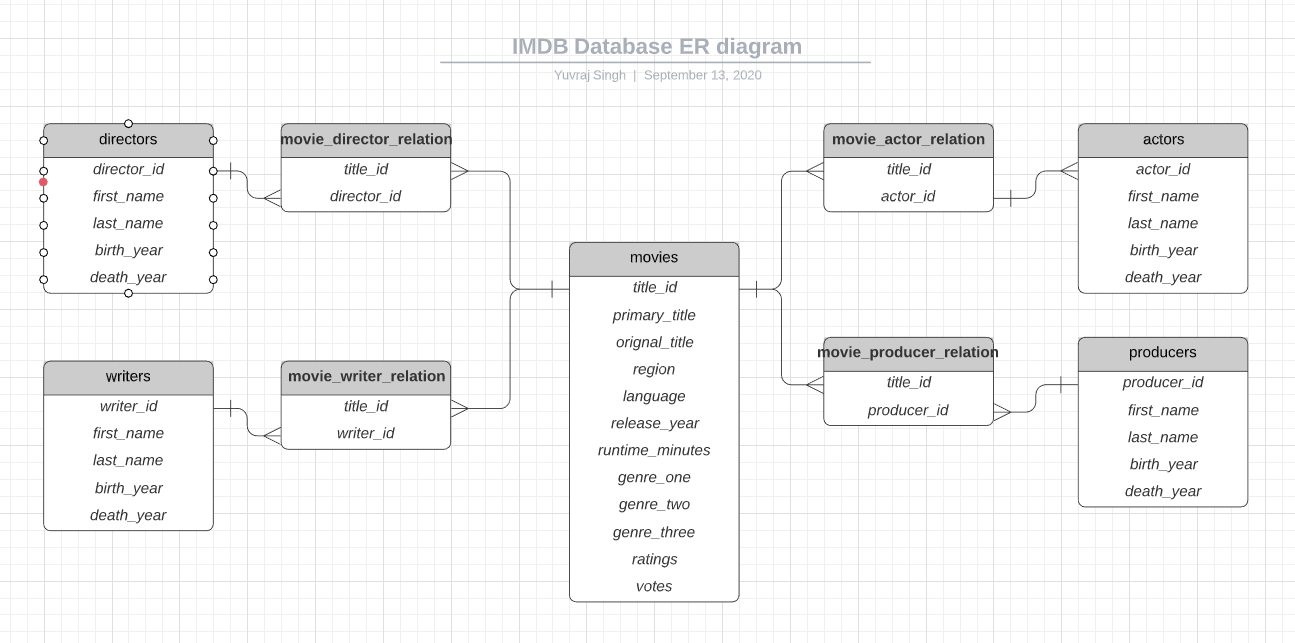 IMDB Database ER diagram
Yuvraj Singh | September 13, 2020
directors
director_id
first_name
last_name
birth_year
death_year
movie_director_relation
title_id
director_id
writers
writer_id
first_name
last_name
birth_year
death_year
movie_writer_relation
title_id
writer_id
movies
title_id
primary_title
orignal_title
region
language
release_year
runtime_minutes
genre_one
genre_two
genre_three
ratings
votes
movie_actor_relation
title_id
actor_id
actors
actor_id
first_name
last_name
birth_year
death_year
movie_producer_relation
title_id
producer_id
producers
producer_id
first_name
last_name
birth_year
death_year